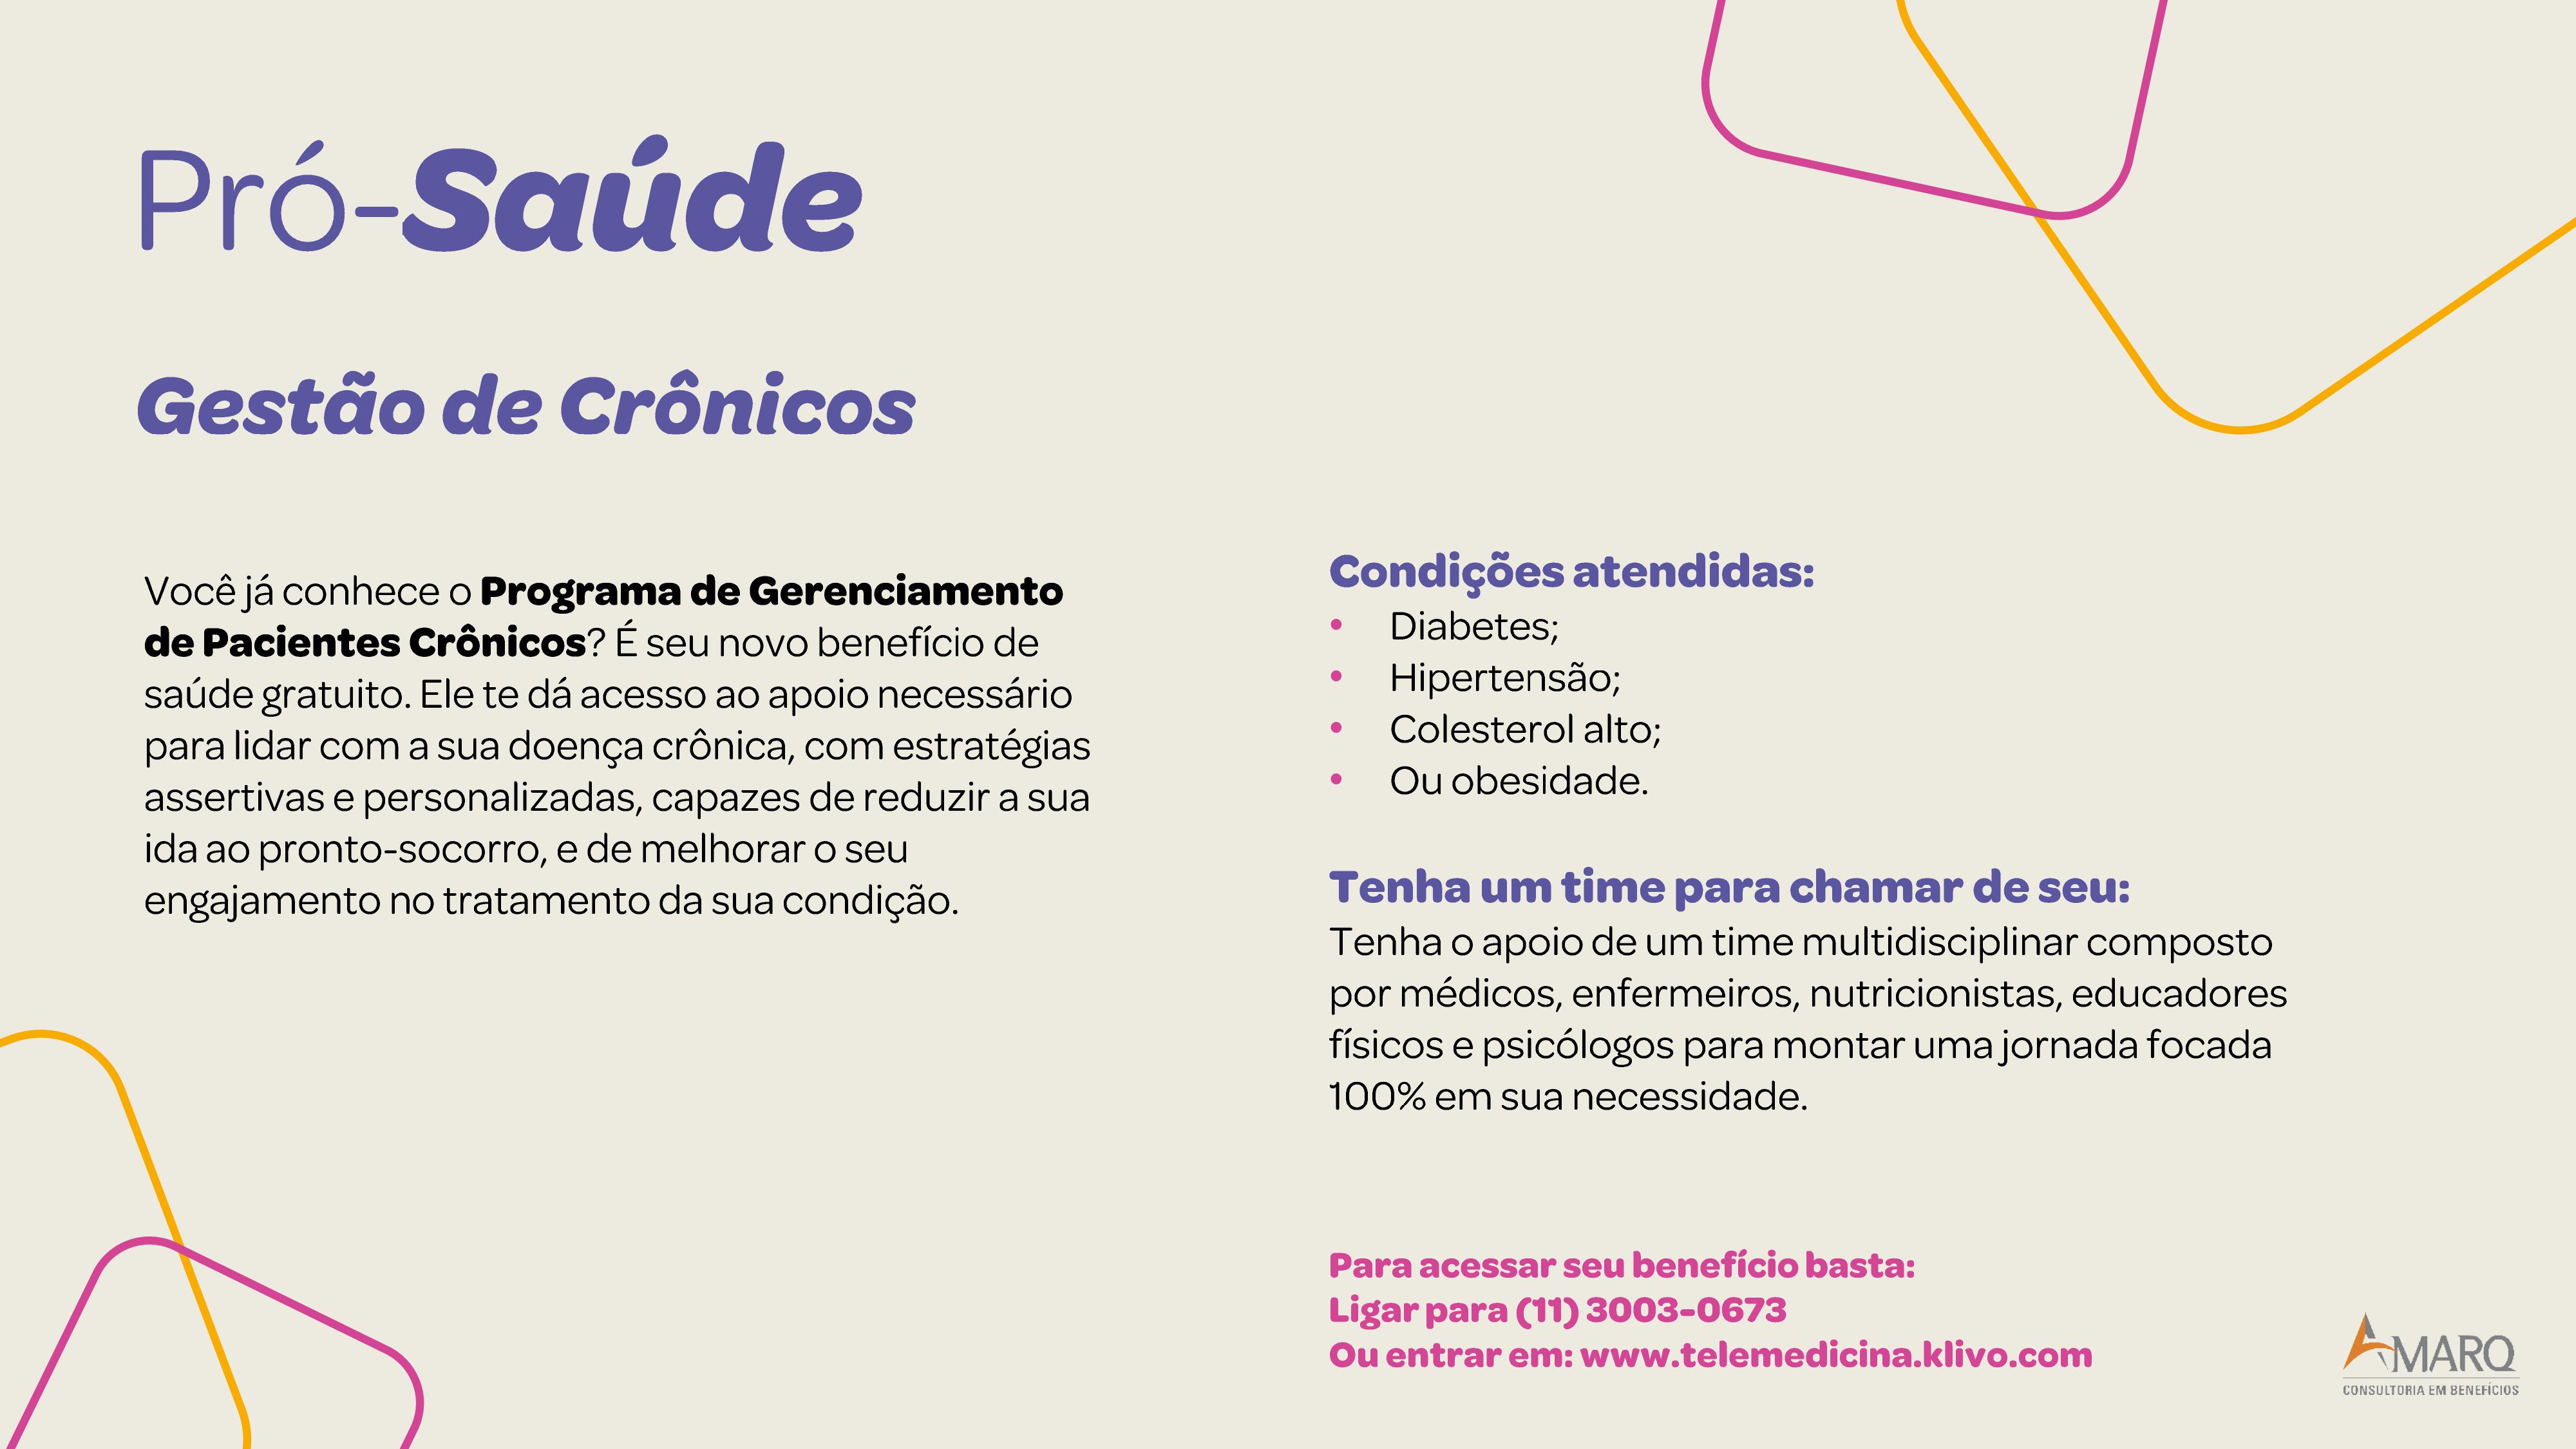 Pró-Saúde
Gestão de Crônicos
Você já conhece o Programa de Gerenciamento
de Pacientes Crônicos? É seu novo benefício de
saúde gratuito. Ele te dá acesso ao apoio necessário
para lidar com a sua doença crônica, com estratégias
assertivas e personalizadas, capazes de reduzir a sua
ida ao pronto-socorro, e de melhorar o seu
engajamento no tratamento da sua condição.
Condições atendidas:
• Diabetes;
• Hipertensão;
• Colesterol alto;
• Ou obesidade.
Tenha um time para chamar de seu:
Tenha o apoio de um time multidisciplinar composto
por médicos, enfermeiros, nutricionistas, educadores
físicos e psicólogos para montar uma jornada focada
100% em sua necessidade.
Para acessar seu benefício basta:
Ligar para (11) 3003-0673
Ou entrar em: www.telemedicina.klivo.com
AMARQ
CONSULTORIA EM BENEFÍCIOS